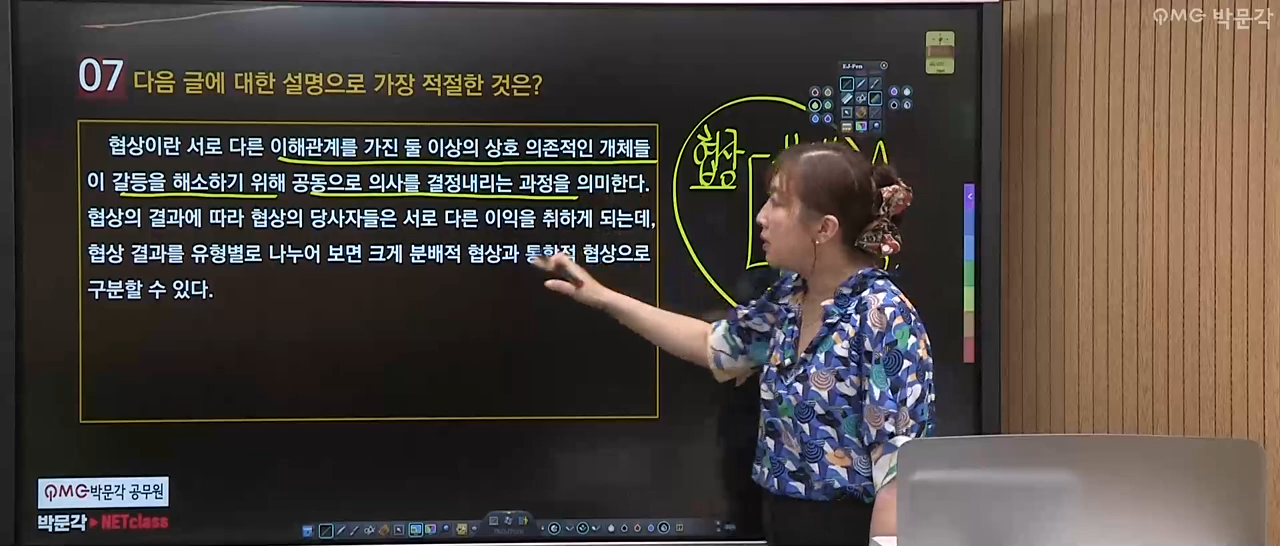 PMG 박문각
07 다음 글에 대한 설명으로 가장 적절한 것은?
EJ-Pen
협상이란 서로 다른 이해관계를 가진 둘 이상의 상호 의존적인 개체들
이 갈등을 해소하기 위해 공동으로 의사를 결정내리는 과정을 의미한다.
협상의 결과에 따라 협상의 당사자들은 서로 다른 이익을 취하게 되는데,
협상 결과를 유형별로 나누어 보면 크게 분배적 협상과 통합적 협상으로
구분할 수 있다.
협상
PMG 박문각 공무원
박문각 NETclass